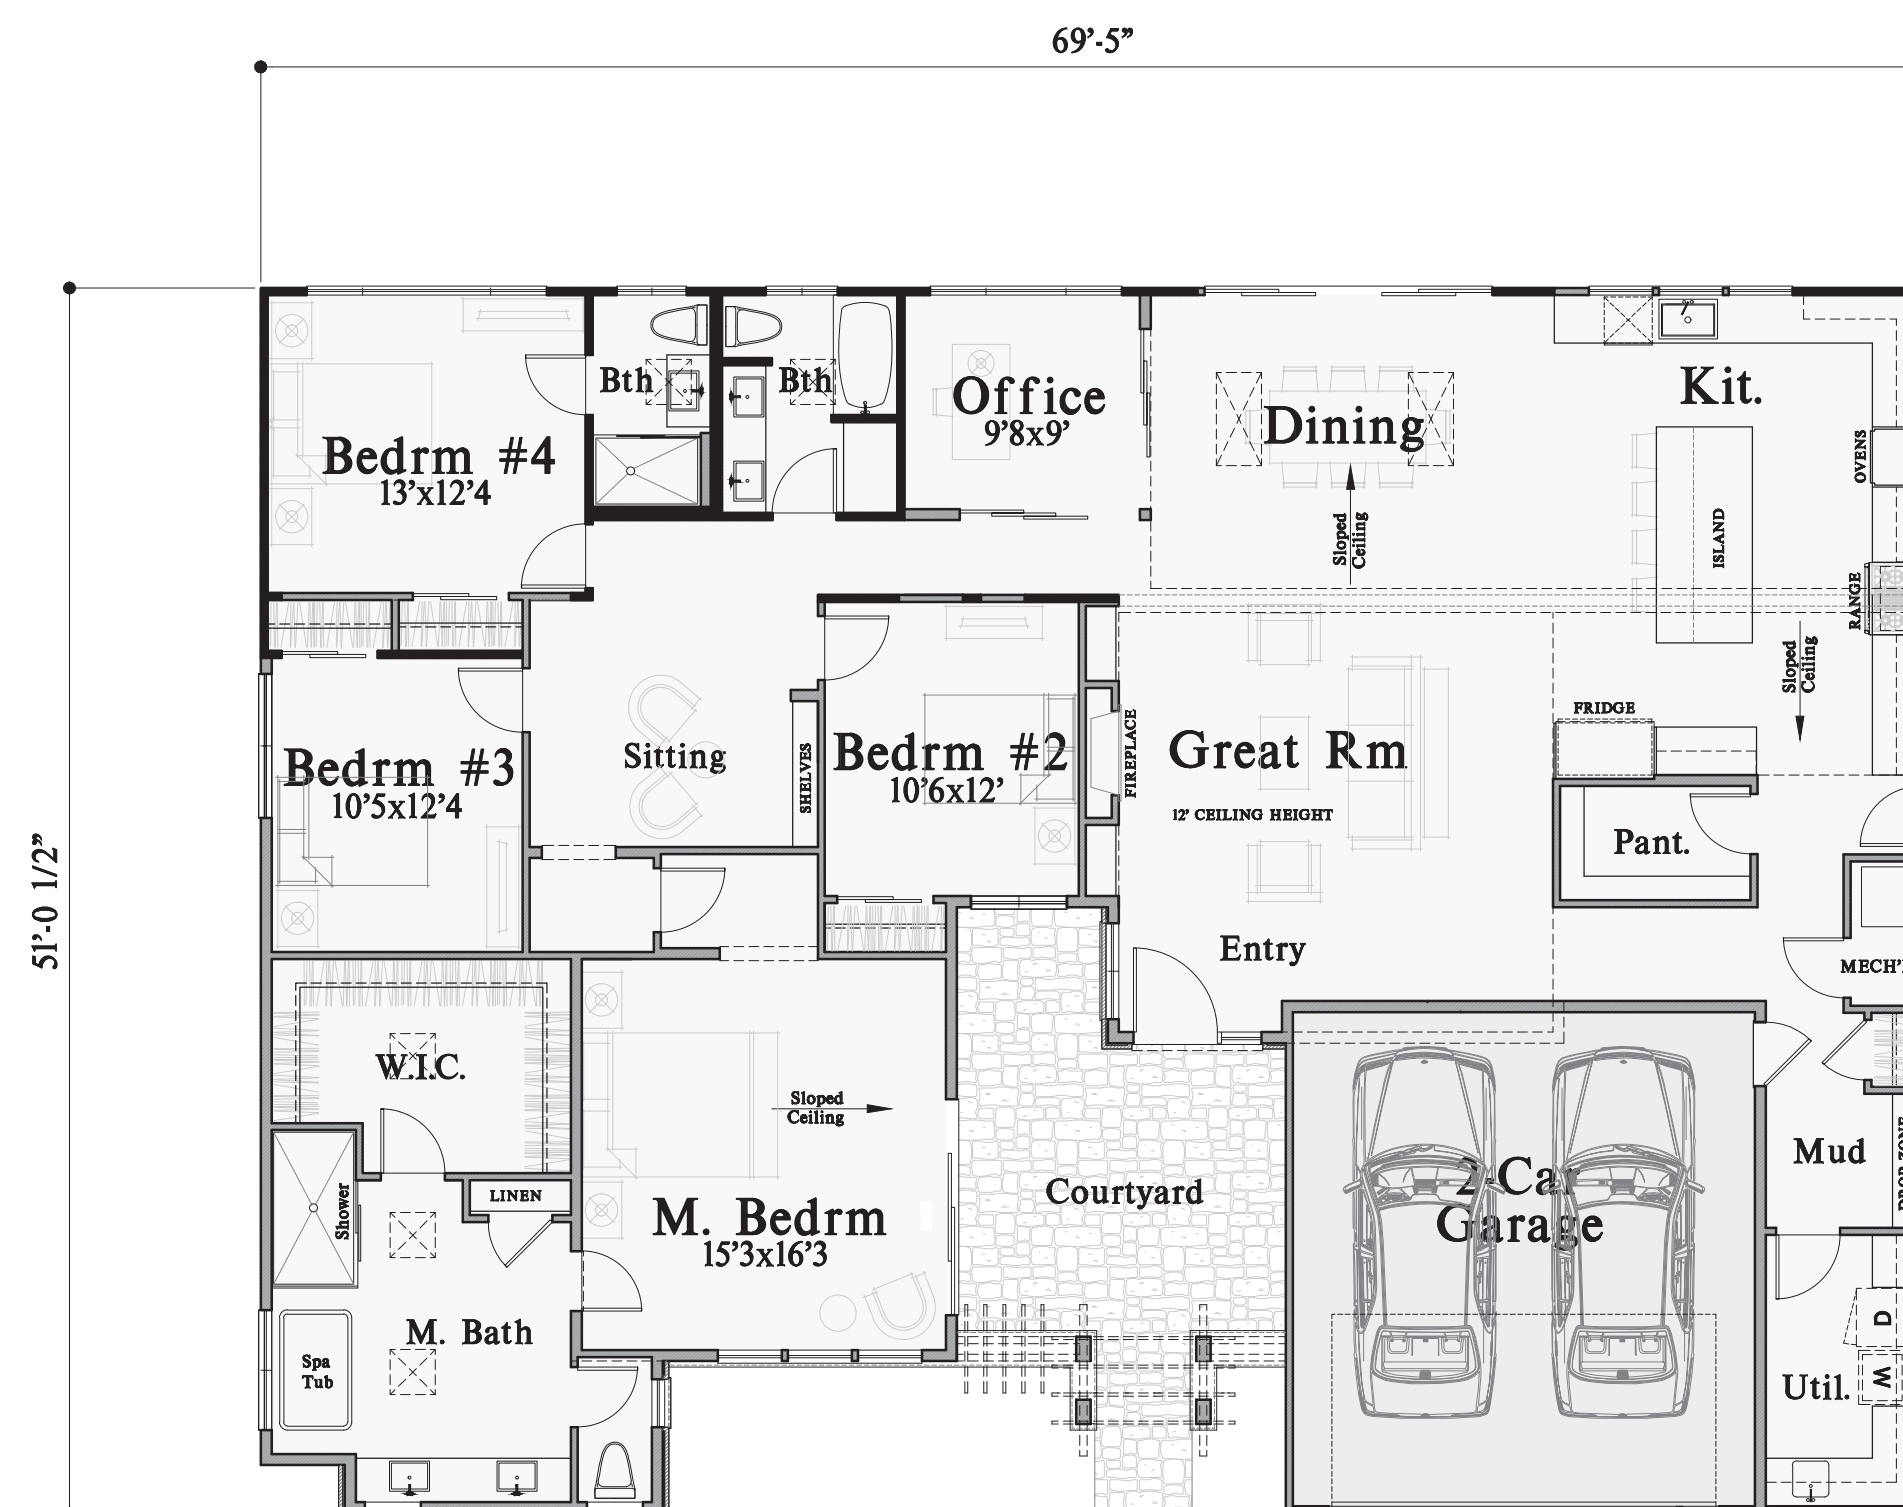 69'-5"
51'-0 1/2"
Bedrm #4
13'x12'4
Bth
Bth
Office
9'8x9'
Dining
Sloped
Ceiling
Kit.
OVENS
ISLAND
RANGE
Sloped
Ceiling
FRIDGE
Bedrm #3
10'5x12'4
Sitting
SHELVES
Bedrm #2
10'6x12'
FIREPLACE
Great Rm
12' CEILING HEIGHT
Pant.
Entry
W.I.C.
Sloped
Ceiling
Shower
LINEN
M. Bedrm
15'3x16'3
Courtyard
2-Car
Garage
Mud
M. Bath
Spa
Tub
D
W
Util.